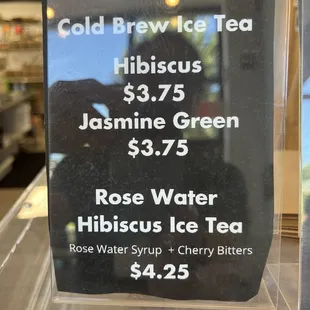 Cold Brew Ice Tea
Hibiscus
$3.75
Jasmine Green
$3.75
Rose Water
Hibiscus Ice Tea
Rose Water Syrup + Cherry Bitters
$4.25